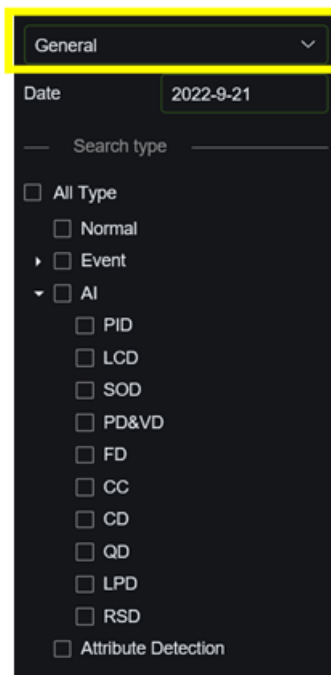 General
Date 2022-9-21
Search type
All Type
Normal
Event
AI
PID
LCD
SOD
PD&VD
FD
CC
CD
QD
LPD
RSD
Attribute Detection